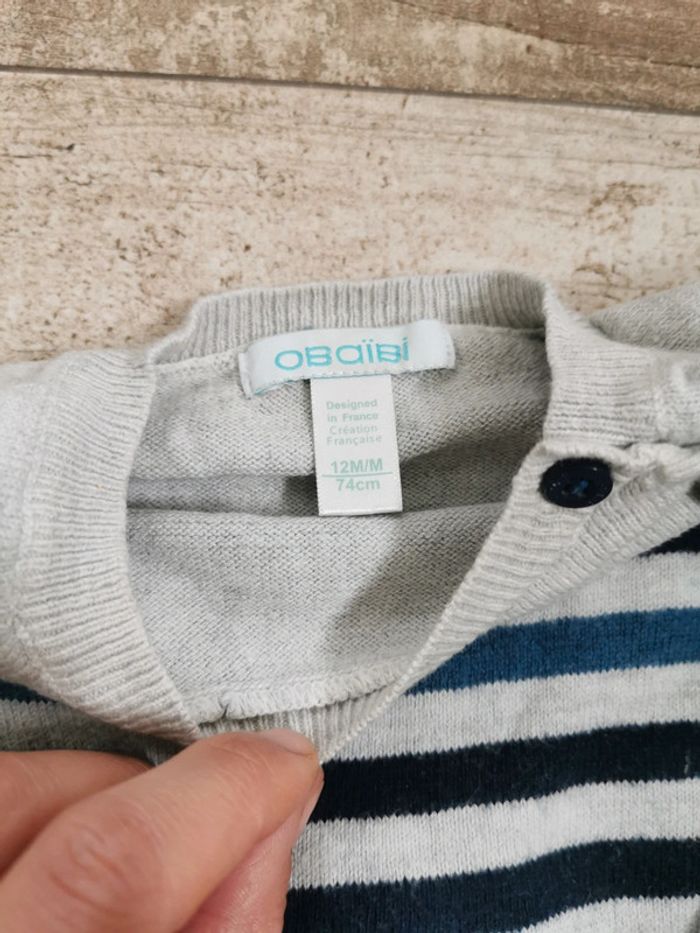 OBaïBi
Designed
in France
Création
Française
12M/M
74cm